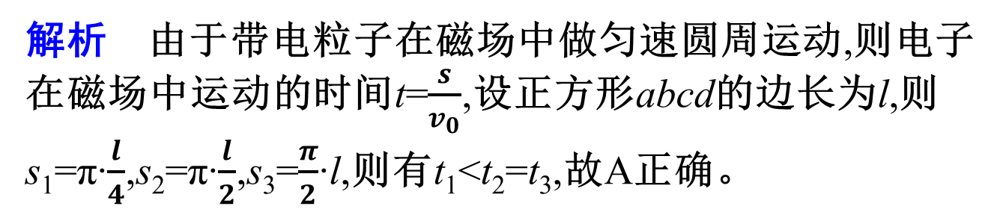 解析 由于带电粒子在磁场中做匀速圆周运动,则电子
在磁场中运动的时间t=s/v₀,设正方形abcd的边长为l,则
s₁=π·l/4,s₂=π·l/2,s₃=π/2·l,则有t₁<t₂=t₃,故A正确。